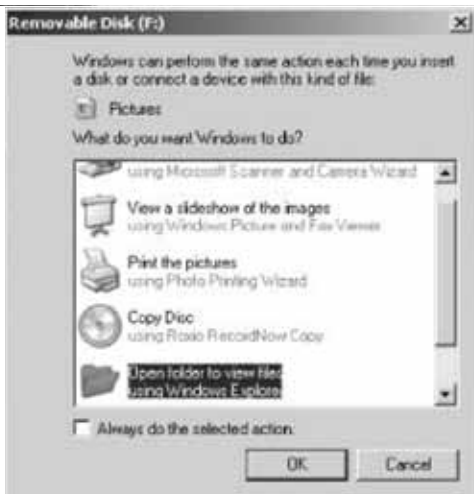 Removable Disk (F:)
Windows can perform the same action each time you insert
a disk or connect a device with this kind of file:
Pictures
What do you want Windows to do?
using Microsoft Scanner and Camera Wizard
View a slideshow of the images
using Windows Picture and Fax Viewer
Print the pictures
using Photo Printing Wizard
Copy Disc
using Roxio RecordNow Copy
Open folder to view files
using Windows Explorer
Always do the selected action.
OK
Cancel